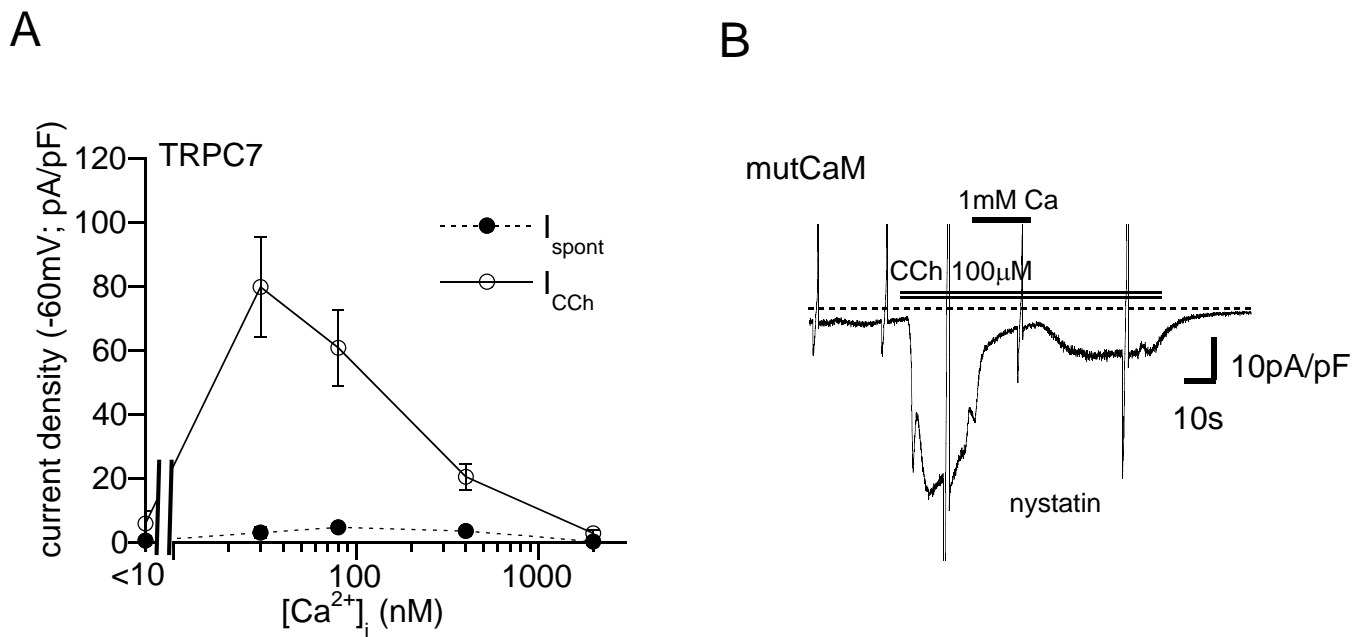 A
B
current density (-60mV; pA/pF)
120
100
80
60
40
20
0
TRPC7
I spont
I CCh
<10
100
1000
[Ca2+]i (nM)
mutCaM
1mM Ca
CCh 100μM
10pA/pF
10s
nystatin